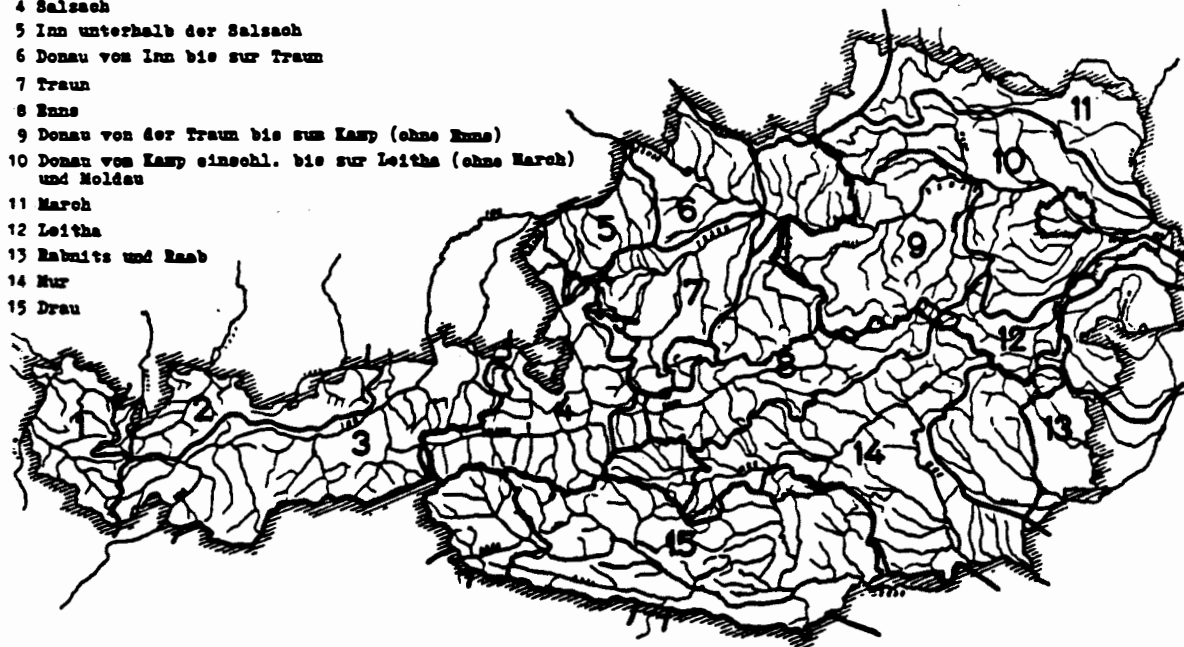 4 Salzach
5 Inn unterhalb der Salzach
6 Donau vom Inn bis zur Traun
7 Traun
8 Enns
9 Donau von der Traun bis zum Kamp (ohne Enns)
10 Donau vom Kamp einschl. bis zur Leitha (ohne March)
und Moldau
11 March
12 Leitha
13 Rabnitz und Raab
14 Mur
15 Drau
11
10
6
5
9
7
12
8
2
4
1
13
3
14
15